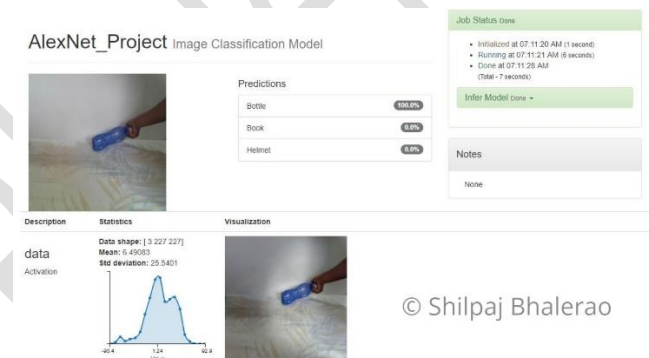 AlexNet_Project Image Classification Model
Predictions
Bottle 100.0%
Book 0.0%
Helmet 0.0%
Job Status Done
Initialized at 07:11:20 AM (1 second)
Running at 07:11:21 AM (6 seconds)
Done at 07:11:28 AM
(Total - 7 seconds)
Infer Model Done
Notes
None
Description Statistics Visualization
data
Activation
Data shape: [ 3 227 227]
Mean: 6.49083
Std deviation: 25.5401
-90.4 1.24 92.9
© Shilpaj Bhalerao